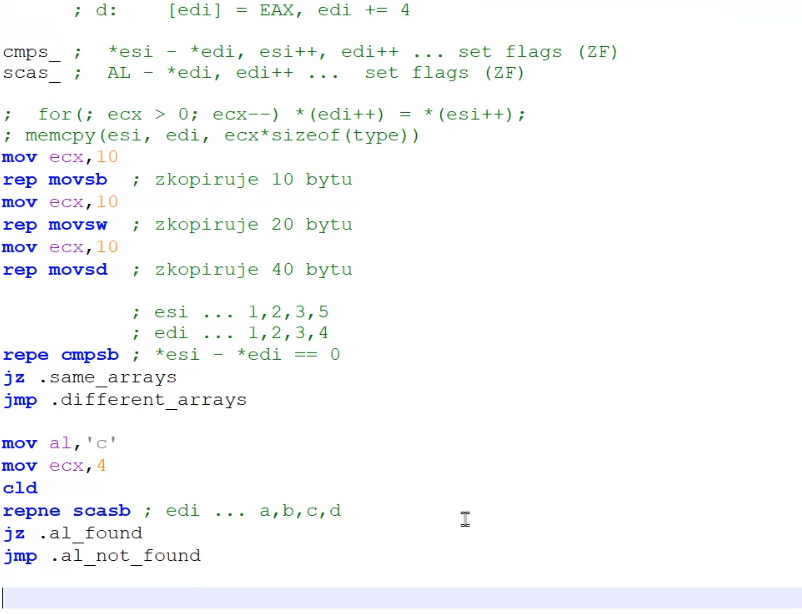 ; d:    [edi] = EAX, edi += 4
cmps_ ;  *esi - *edi, esi++, edi++ ... set flags (ZF)
scas_ ;  AL - *edi, edi++ ...  set flags (ZF)
;  for(; ecx > 0; ecx--) *(edi++) = *(esi++);
; memcpy(esi, edi, ecx*sizeof(type))
mov ecx,10
rep movsb  ; zkopiruje 10 bytu
mov ecx,10
rep movsw  ; zkopiruje 20 bytu
mov ecx,10
rep movsd  ; zkopiruje 40 bytu
; esi ... 1,2,3,5
; edi ... 1,2,3,4
repe cmpsb ; *esi - *edi == 0
jz .same_arrays
jmp .different_arrays
mov al,'c'
mov ecx,4
cld
repne scasb ; edi ... a,b,c,d
jz .al_found
jmp .al_not_found